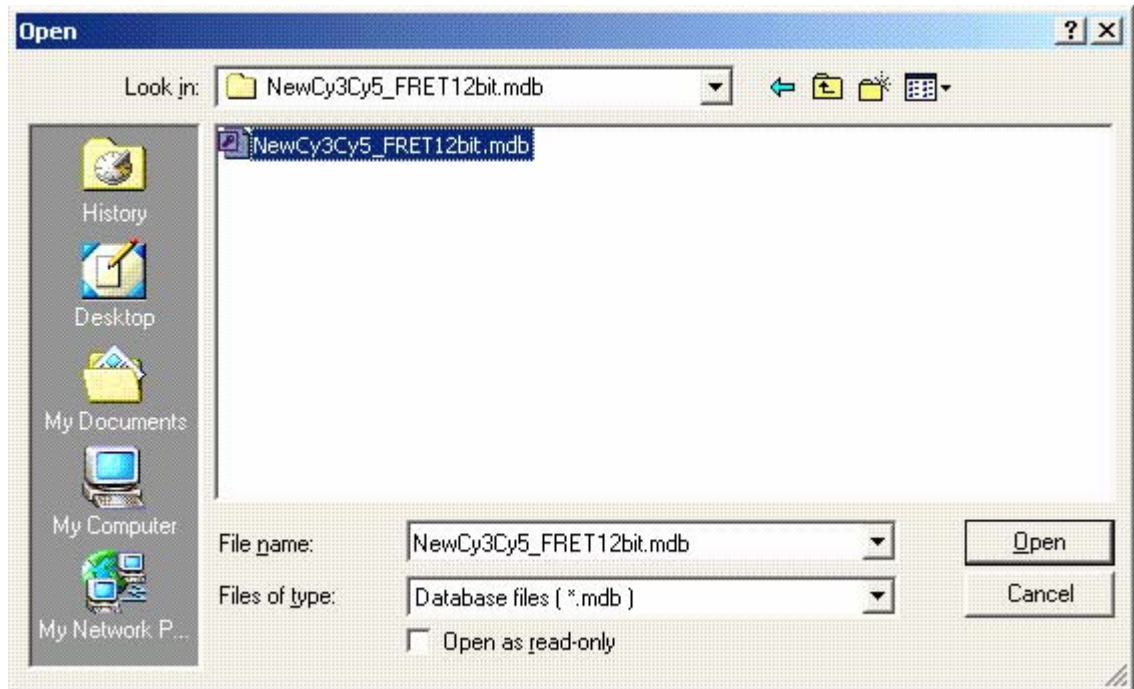 Open
Look in: NewCy3Cy5_FRET12bit.mdb
NewCy3Cy5_FRET12bit.mdb
History
Desktop
My Documents
My Computer
My Network P...
File name: NewCy3Cy5_FRET12bit.mdb Open
Files of type: Database files ( *.mdb ) Cancel
Open as read-only